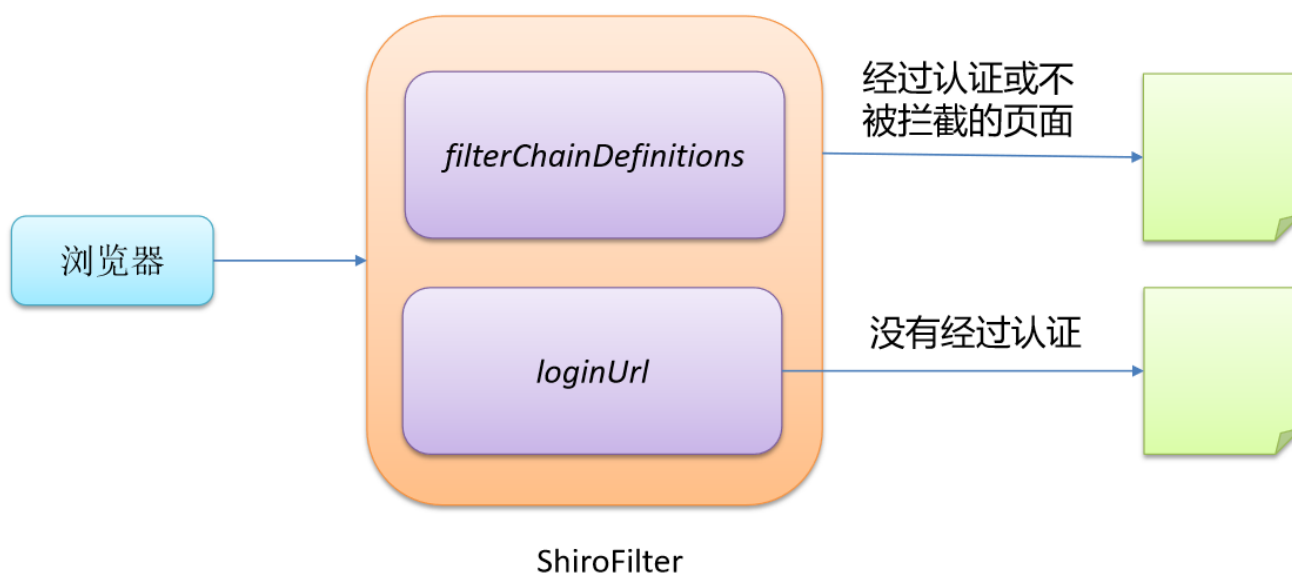 浏览器
filterChainDefinitions
loginUrl
经过认证或不
被拦截的页面
没有经过认证
ShiroFilter